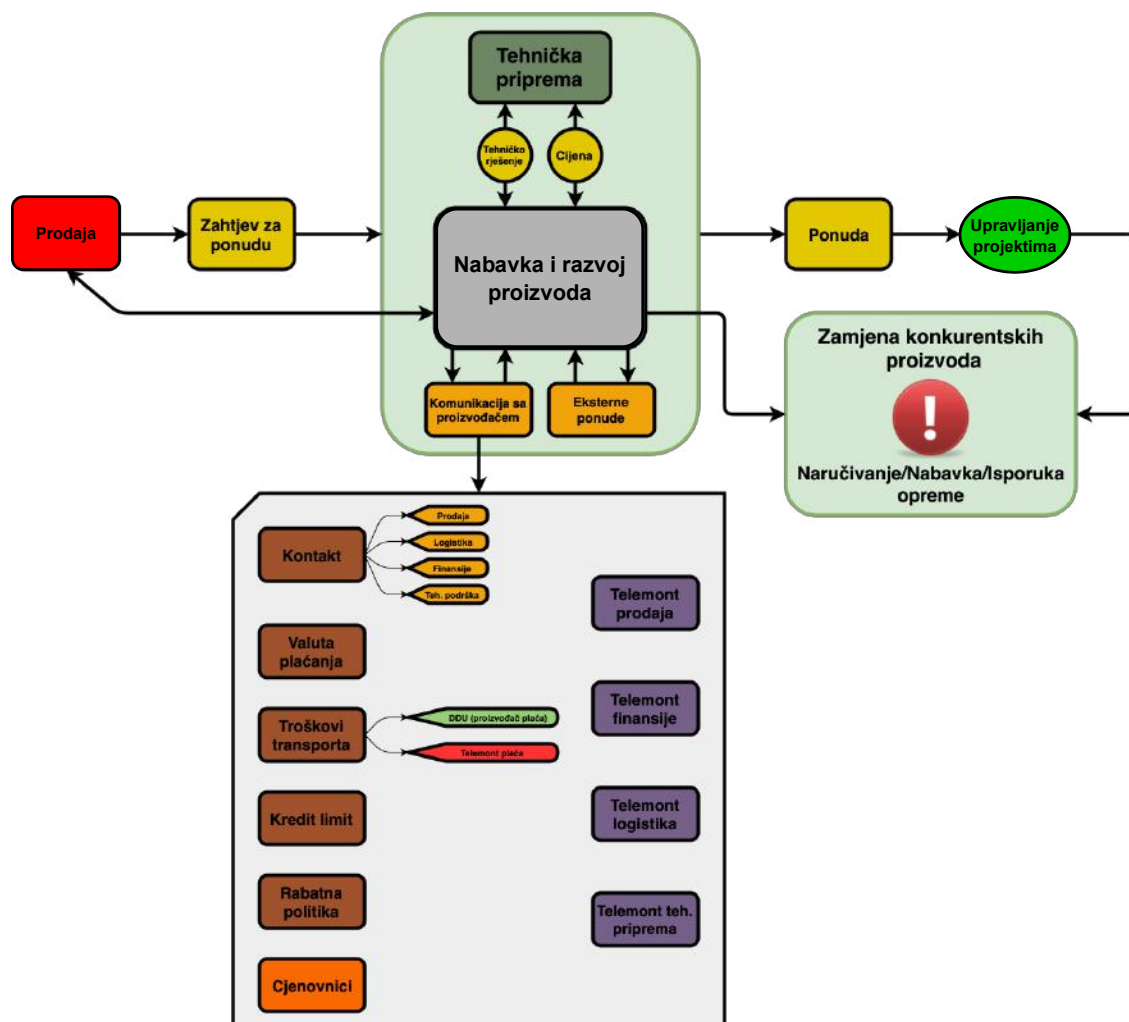 Tehnička
priprema
Tehničko
rješenje
Cijena
Prodaja
Zahtjev za
ponudu
Nabavka i razvoj
proizvoda
Ponuda
Upravljanje
projektima
Komunikacija sa
proizvođačem
Eksterne
ponude
Zamjena konkurentskih
proizvoda
!
Naručivanje/Nabavka/Isporuka
opreme
Kontakt
Prodaja
Logistika
Finansije
Teh. podrška
Valuta
plaćanja
Troškovi
transporta
DDU (proizvođač plaća)
Telemont plaća
Kredit limit
Rabatna
politika
Cjenovnici
Telemont
prodaja
Telemont
finansije
Telemont
logistika
Telemont teh.
priprema